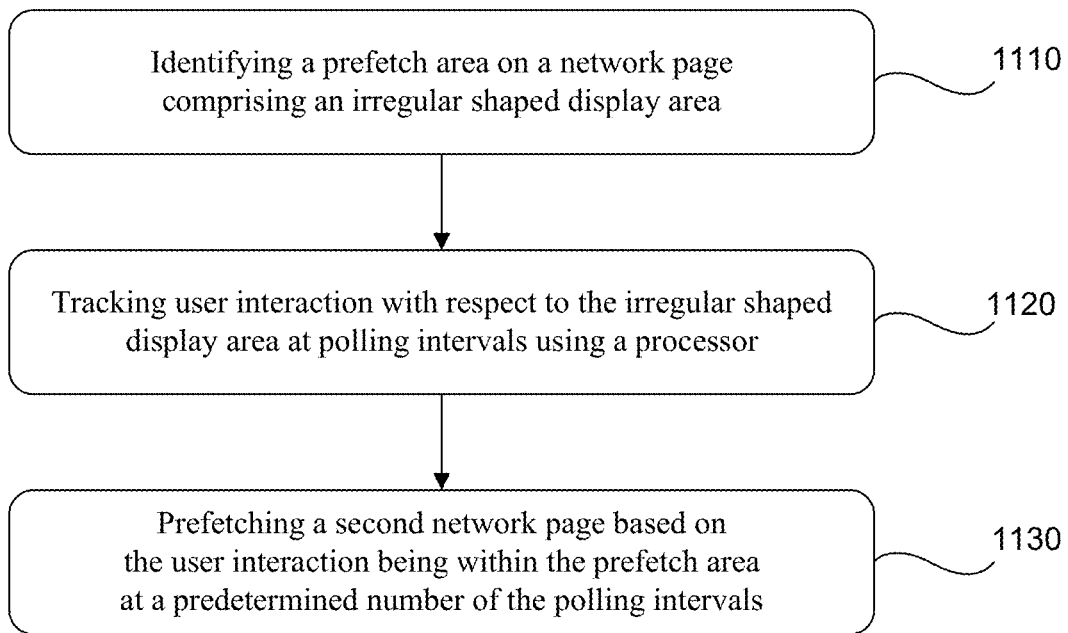 Identifying a prefetch area on a network page
comprising an irregular shaped display area
1110
Tracking user interaction with respect to the irregular shaped
display area at polling intervals using a processor
1120
Prefetching a second network page based on
the user interaction being within the prefetch area
at a predetermined number of the polling intervals
1130